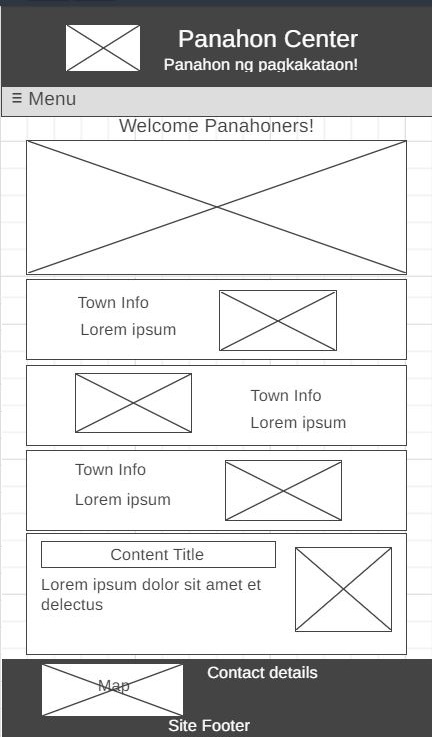 Panahon Center
Panahon ng pagkakataon!
☰ Menu
Welcome Panahoners!
Town Info
Lorem ipsum
Town Info
Lorem ipsum
Town Info
Lorem ipsum
Content Title
Lorem ipsum dolor sit amet et
delectus
Map
Contact details
Site Footer